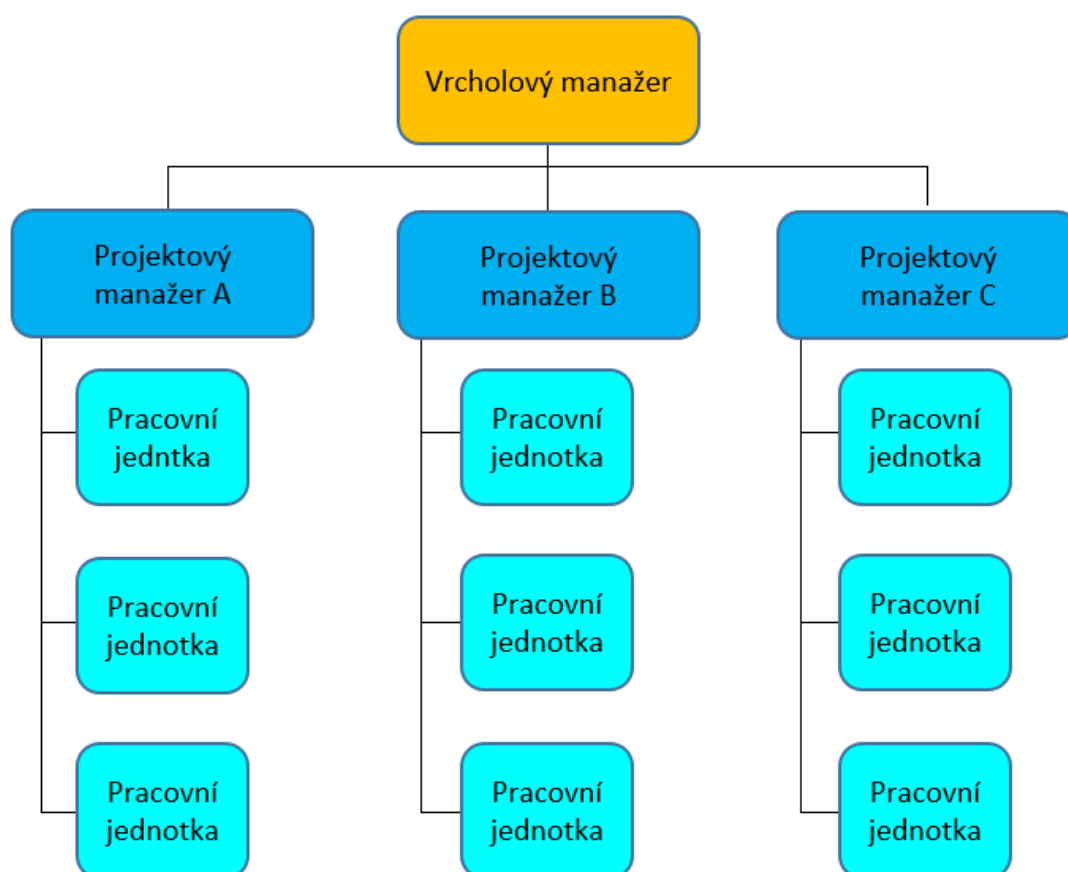 Vrcholový manažer
Projektový
manažer A
Projektový
manažer B
Projektový
manažer C
Pracovní
jedntka
Pracovní
jednotka
Pracovní
jednotka
Pracovní
jednotka
Pracovní
jednotka
Pracovní
jednotka
Pracovní
jednotka
Pracovní
jednotka
Pracovní
jednotka